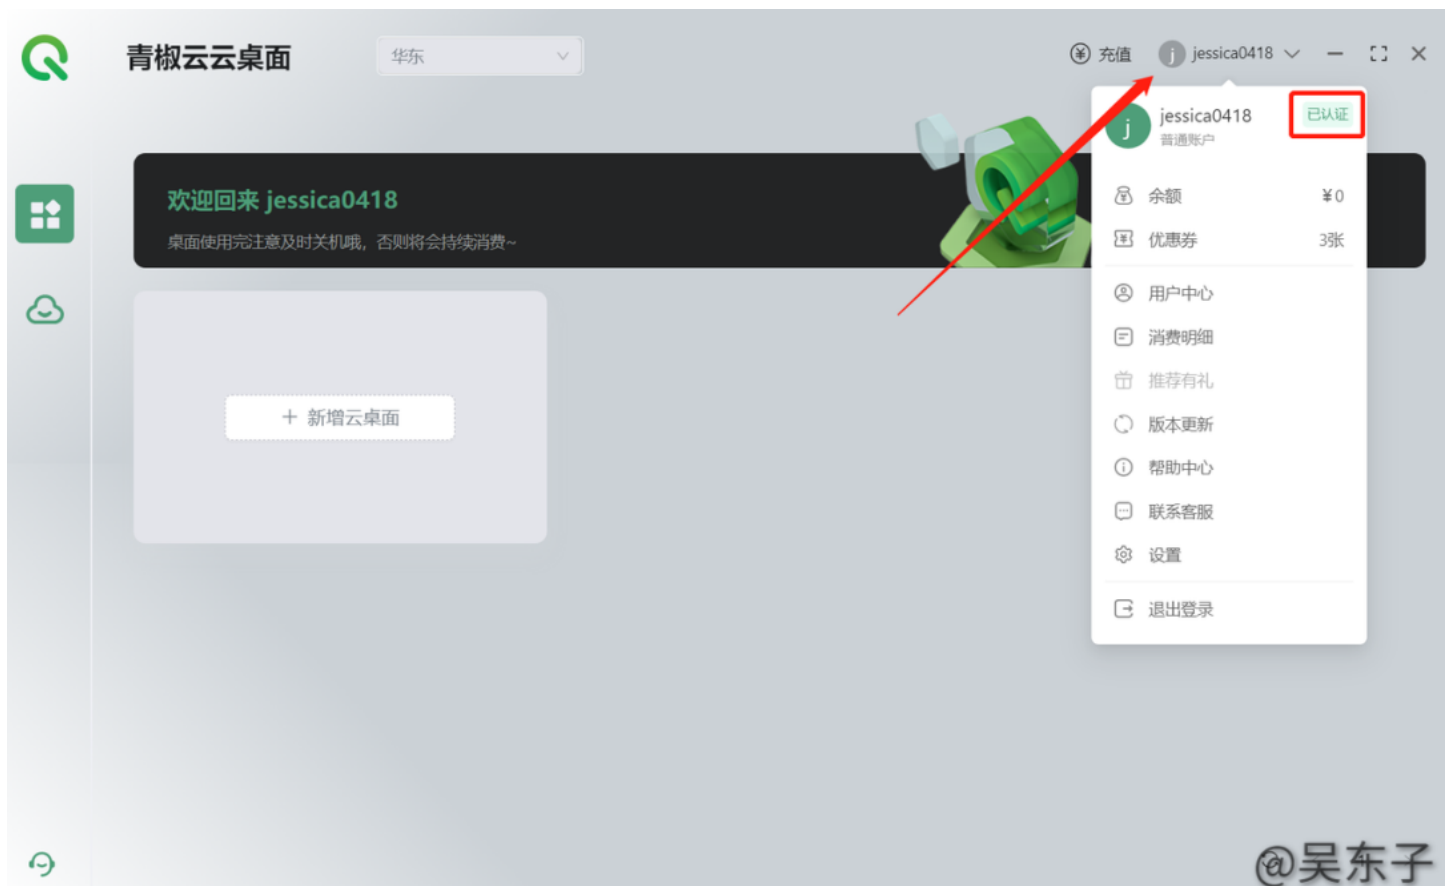 青椒云云桌面
华东
充值
j jessica0418
j
jessica0418
已认证
普通账户
欢迎回来 jessica0418
桌面使用完注意及时关机哦，否则将会持续消费~
余额 ¥0
优惠券 3张
用户中心
消费明细
推荐有礼
版本更新
帮助中心
联系客服
设置
退出登录
+ 新增云桌面
@吴东子